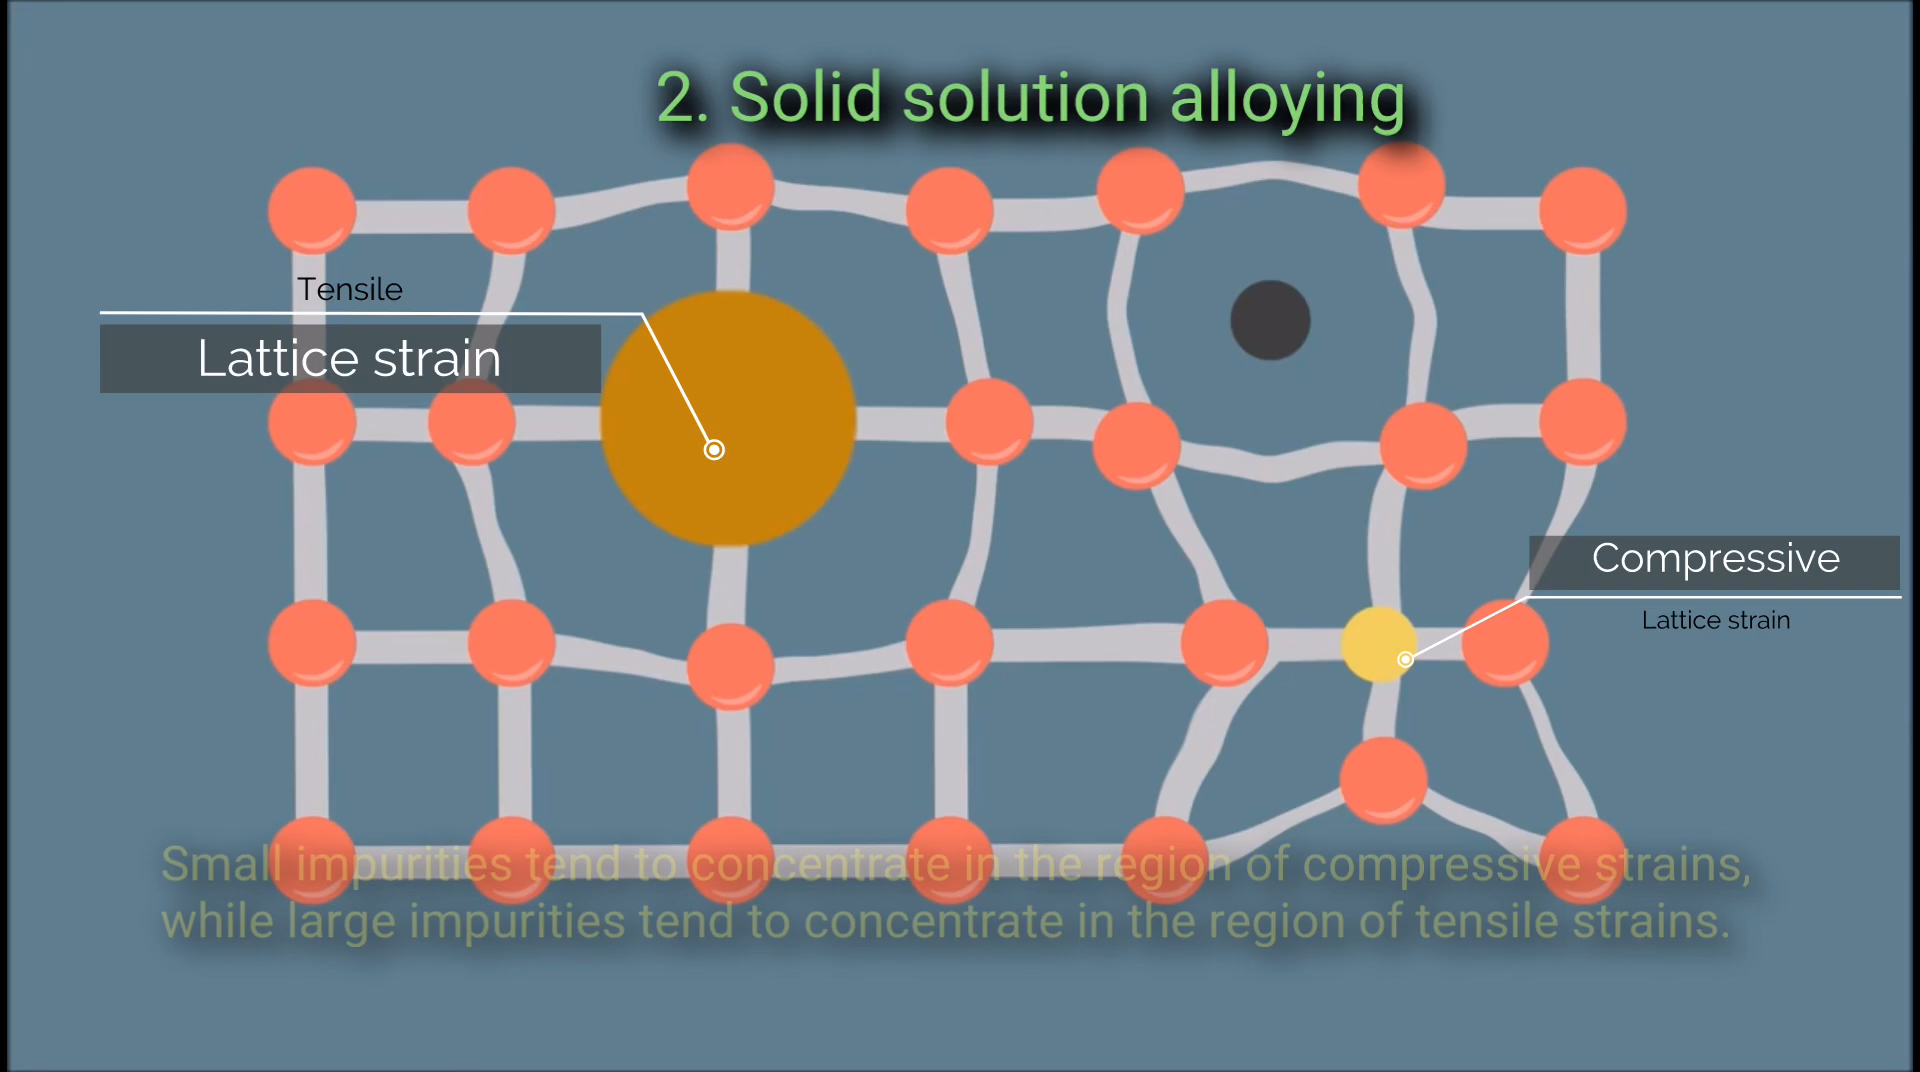 2. Solid solution alloying
Tensile
Lattice strain
Compressive
Lattice strain
Small impurities tend to concentrate in the region of compressive strains,
while large impurities tend to concentrate in the region of tensile strains.